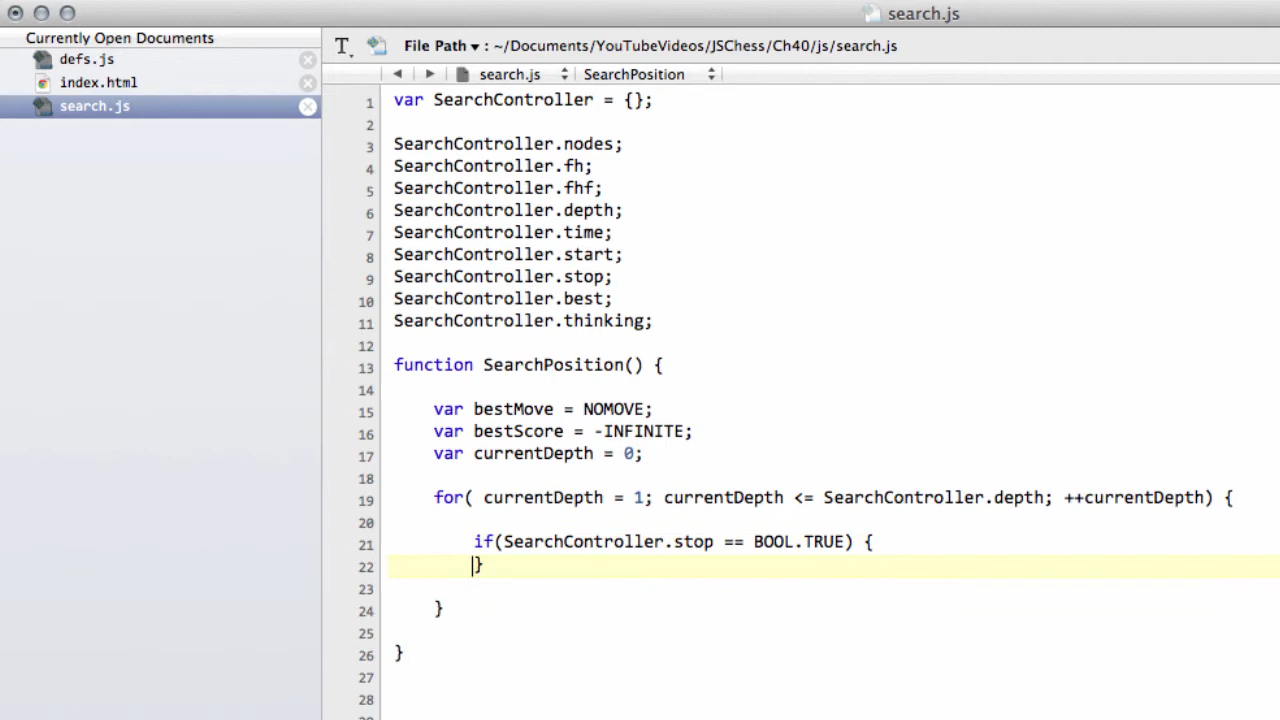 search.js
Currently Open Documents
defs.js
index.html
search.js
T. File Path ▾ : ~/Documents/YouTubeVideos/JSChess/Ch40/js/search.js
search.js SearchPosition
1 var SearchController = {};
2
3 SearchController.nodes;
4 SearchController.fh;
5 SearchController.fhf;
6 SearchController.depth;
7 SearchController.time;
8 SearchController.start;
9 SearchController.stop;
10 SearchController.best;
11 SearchController.thinking;
12
13 function SearchPosition() {
14
15 var bestMove = NOMOVE;
16 var bestScore = -INFINITE;
17 var currentDepth = 0;
18
19 for( currentDepth = 1; currentDepth <= SearchController.depth; ++currentDepth) {
20
21 if(SearchController.stop == BOOL.TRUE) {
22 }
23
24 }
25
26 }
27
28